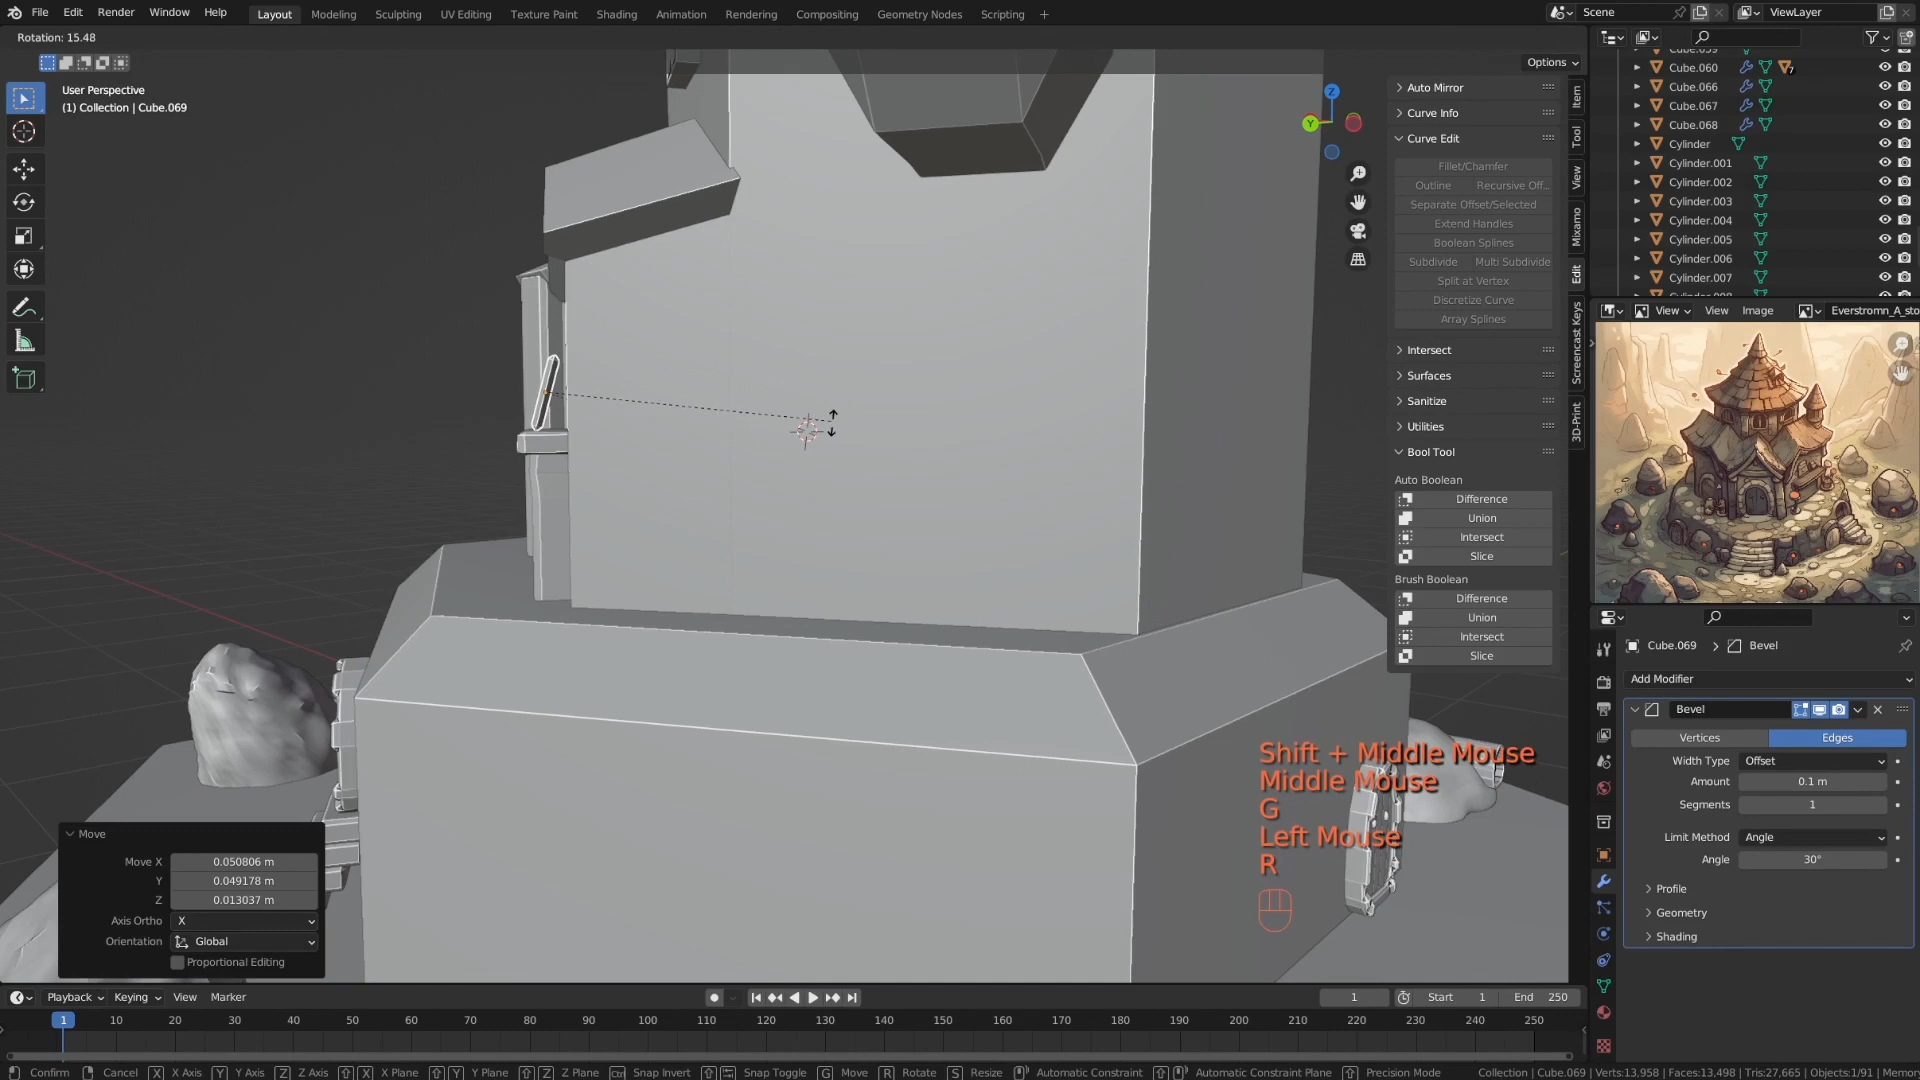 File Edit Render Window Help Layout Modeling Sculpting UV Editing Texture Paint Shading Animation Rendering Compositing Geometry Nodes Scripting + Scene ViewLayer
Rotation: 15.48
Options
User Perspective
(1) Collection | Cube.069
Z
Y
Auto Mirror
Curve Info
Curve Edit
Fillet/Chamfer
Outline Recursive Off...
Separate Offset/Selected
Extend Handles
Boolean Splines
Subdivide Multi Subdivide
Split at Vertex
Discretize Curve
Array Splines
Intersect
Surfaces
Sanitize
Utilities
Bool Tool
Auto Boolean
Difference
Union
Intersect
Slice
Brush Boolean
Difference
Union
Intersect
Slice
Item
Tool
View
Mixamo
Edit
Screencast Keys
3D-Print
Cube.060 7
Cube.066
Cube.067
Cube.068
Cylinder
Cylinder.001
Cylinder.002
Cylinder.003
Cylinder.004
Cylinder.005
Cylinder.006
Cylinder.007
View View Image Everstromn_A_sto
Cube.069 > Bevel
Add Modifier
Bevel
Vertices Edges
Width Type Offset
Amount 0.1 m
Segments 1
Limit Method Angle
Angle 30°
Profile
Geometry
Shading
Shift + Middle Mouse
Middle Mouse
G
Left Mouse
R
Move
Move X 0.050806 m
Y 0.049178 m
Z 0.013037 m
Axis Ortho X
Orientation Global
Proportional Editing
Playback Keying View Marker 1 Start 1 End 250
1 10 20 30 40 50 60 70 80 90 100 110 120 130 140 150 160 170 180 190 200 210 220 230 240 250
Confirm Cancel X X Axis Y Y Axis Z Z Axis X X Plane Y Y Plane Z Z Plane Ctrl Snap Invert Snap Toggle G Move R Rotate S Resize Automatic Constraint Automatic Constraint Plane Precision Mode Collection | Cube.069 | Verts:13,958 | Faces:13,498 | Tris:27,665 | Objects:1/91 | Memor